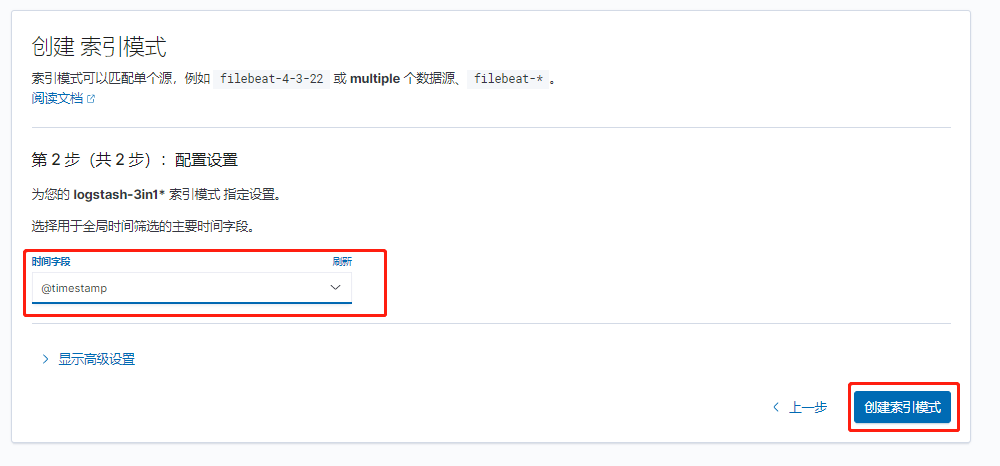 创建 索引模式
索引模式可以匹配单个源，例如 filebeat-4-3-22 或 multiple 个数据源、 filebeat-* 。
阅读文档
第 2 步（共 2 步）：配置设置
为您的 logstash-3in1* 索引模式 指定设置。
选择用于全局时间筛选的主要时间字段。
时间字段 刷新
@timestamp
显示高级设置
上一步 创建索引模式